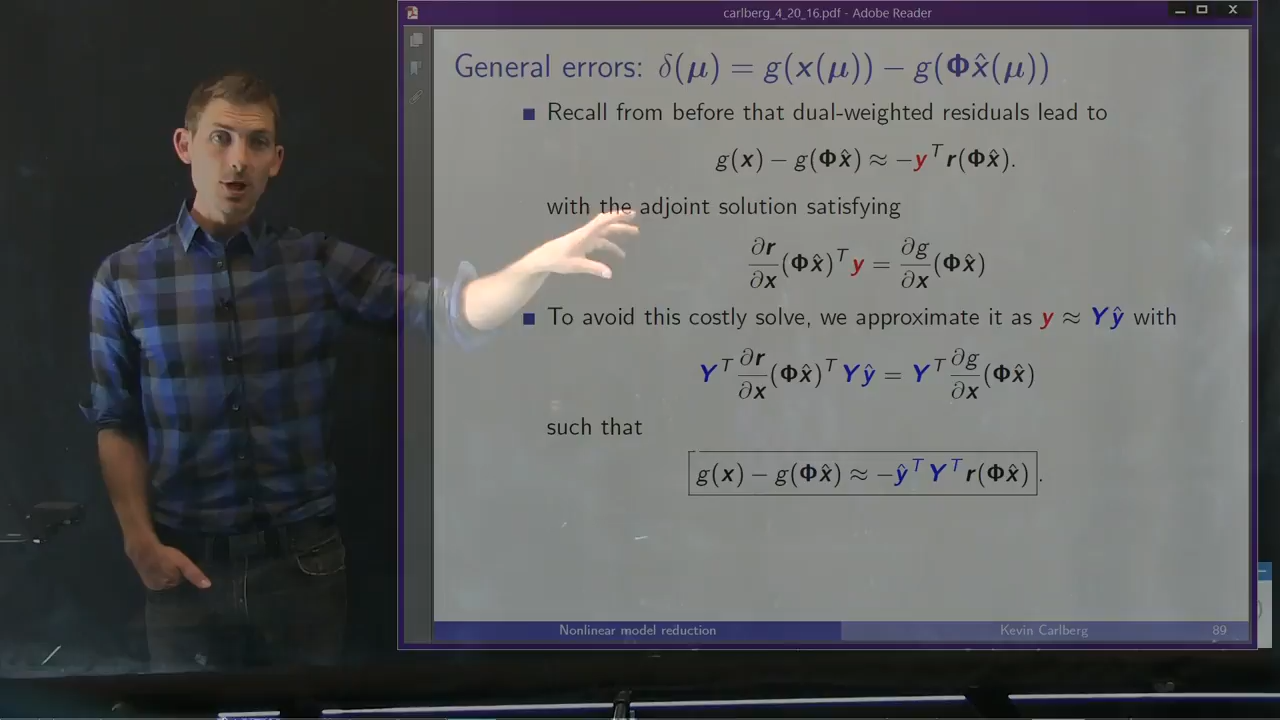 carlberg_4_20_16.pdf - Adobe Reader
General errors: δ(μ) = g(x(μ)) − g(Φx̂(μ))
Recall from before that dual-weighted residuals lead to
g(x) − g(Φx̂) ≈ −yᵀr(Φx̂).
with the adjoint solution satisfying
∂r/∂x(Φx̂)ᵀy = ∂g/∂x(Φx̂)
To avoid this costly solve, we approximate it as y ≈ Yŷ with
Yᵀ∂r/∂x(Φx̂)ᵀYŷ = Yᵀ∂g/∂x(Φx̂)
such that
g(x) − g(Φx̂) ≈ −ŷᵀYᵀr(Φx̂).
Nonlinear model reduction Kevin Carlberg 89